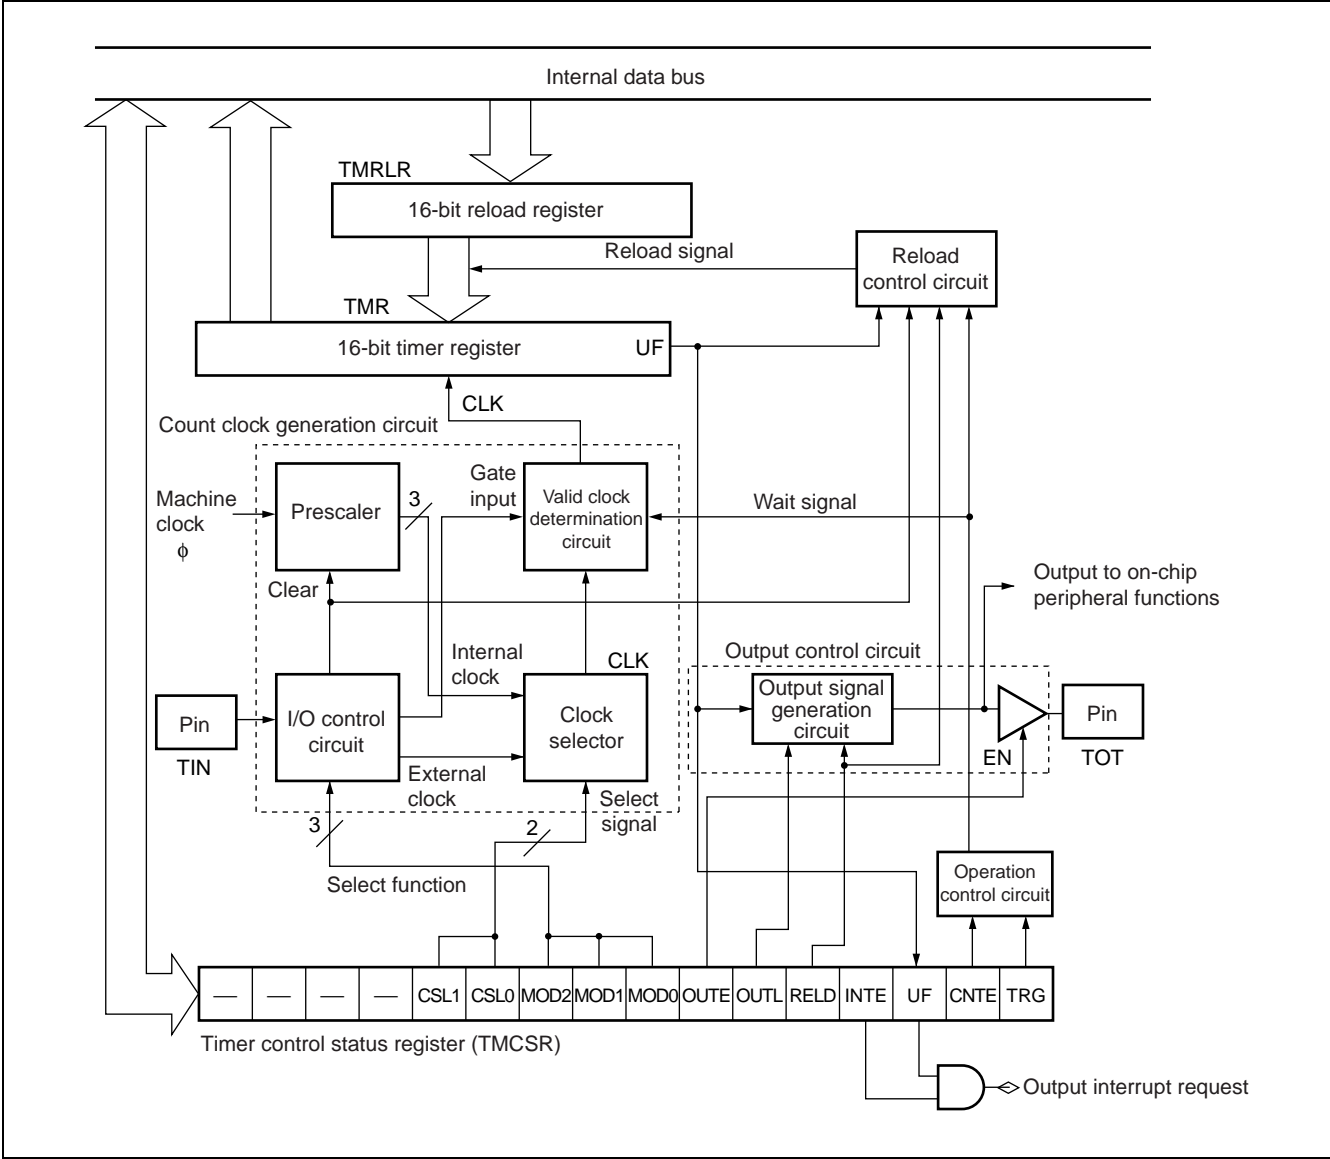 Internal data bus
TMRLR
16-bit reload register
Reload signal
Reload
control circuit
TMR
16-bit timer register
UF
CLK
Count clock generation circuit
Machine
clock
ϕ
Prescaler
3
Gate
input
Valid clock
determination
circuit
Wait signal
Clear
Output to on-chip
peripheral functions
Internal
clock
CLK
Output control circuit
Pin
TIN
I/O control
circuit
Clock
selector
External
clock
Output signal
generation
circuit
EN
Pin
TOT
Select
signal
3
2
Select function
Operation
control circuit
— — — — CSL1 CSL0 MOD2 MOD1 MOD0 OUTE OUTL RELD INTE UF CNTE TRG
Timer control status register (TMCSR)
Output interrupt request